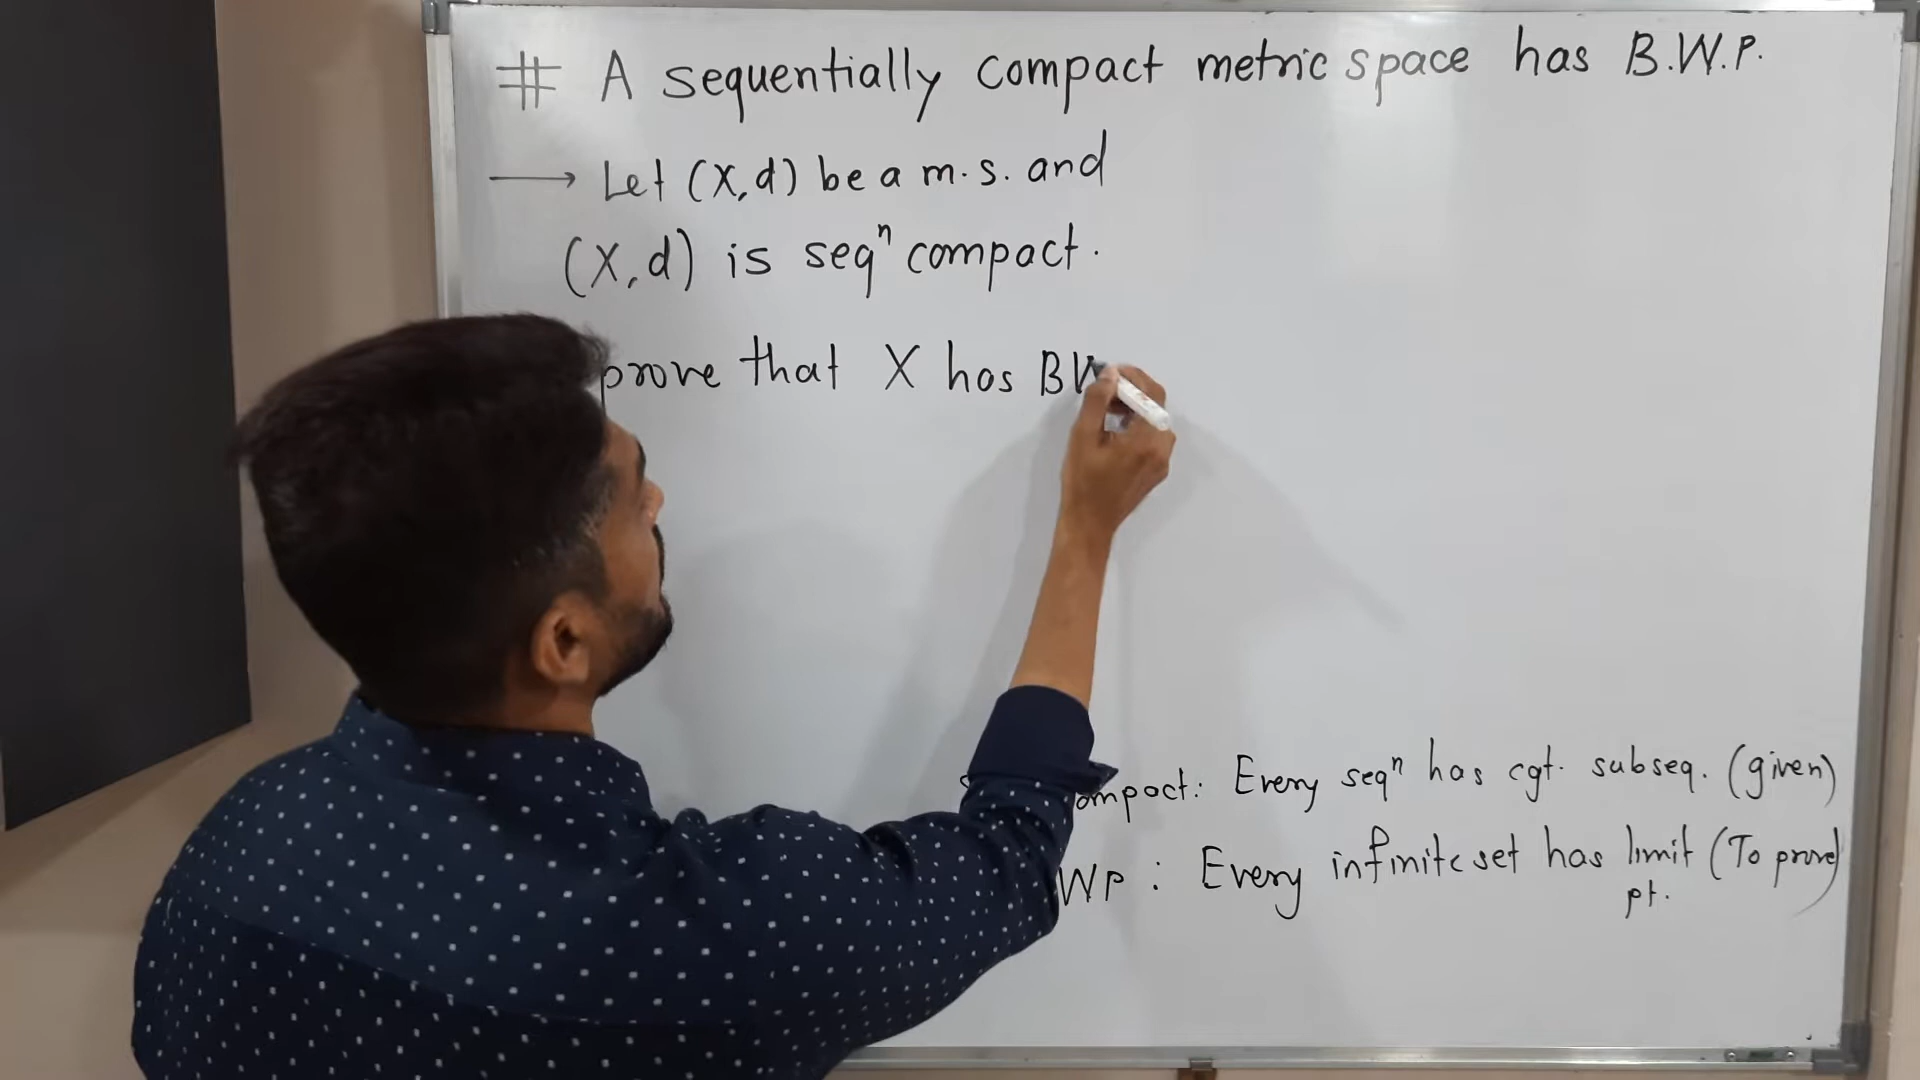 # A sequentially compact metric space has B.W.P.
→ Let (X,d) be a m.s. and
(X,d) is seqⁿ compact.
prove that X has BW
ompact: Every seqⁿ has cgt. subseq. (given)
WP : Every infinite set has limit (To prove)
pt.